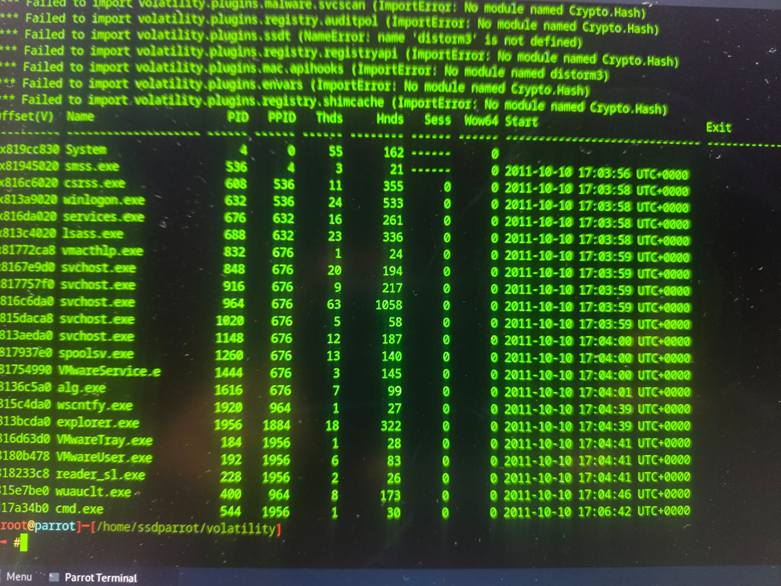 *** Failed to import volatility.plugins.malware.svcscan (ImportError: No module named Crypto.Hash)
*** Failed to import volatility.plugins.registry.auditpol (ImportError: No module named Crypto.Hash)
*** Failed to import volatility.plugins.ssdt (NameError: name 'distorm3' is not defined)
*** Failed to import volatility.plugins.registry.registryapi (ImportError: No module named Crypto.Hash)
*** Failed to import volatility.plugins.mac.apihooks (ImportError: No module named distorm3)
*** Failed to import volatility.plugins.envars (ImportError: No module named Crypto.Hash)
*** Failed to import volatility.plugins.registry.shimcache (ImportError: No module named Crypto.Hash)
ffset(V) Name PID PPID Thds Hnds Sess Wow64 Start Exit
x819cc830 System 4 0 55 162 ------ 0
x81945020 smss.exe 536 4 3 21 ------ 0 2011-10-10 17:03:56 UTC+0000
x816c6020 csrss.exe 608 536 11 355 0 0 2011-10-10 17:03:58 UTC+0000
x813a9020 winlogon.exe 632 536 24 533 0 0 2011-10-10 17:03:58 UTC+0000
x816da020 services.exe 676 632 16 261 0 0 2011-10-10 17:03:58 UTC+0000
x813c4020 lsass.exe 688 632 23 336 0 0 2011-10-10 17:03:58 UTC+0000
x81772ca8 vmacthlp.exe 832 676 1 24 0 0 2011-10-10 17:03:59 UTC+0000
x8167e9d0 svchost.exe 848 676 20 194 0 0 2011-10-10 17:03:59 UTC+0000
x817757f0 svchost.exe 916 676 9 217 0 0 2011-10-10 17:03:59 UTC+0000
816c6da0 svchost.exe 964 676 63 1058 0 0 2011-10-10 17:03:59 UTC+0000
815daca8 svchost.exe 1020 676 5 58 0 0 2011-10-10 17:03:59 UTC+0000
813aeda0 svchost.exe 1148 676 12 187 0 0 2011-10-10 17:04:00 UTC+0000
817937e0 spoolsv.exe 1260 676 13 140 0 0 2011-10-10 17:04:00 UTC+0000
81754990 VMwareService.e 1444 676 3 145 0 0 2011-10-10 17:04:00 UTC+0000
8136c5a0 alg.exe 1616 676 7 99 0 0 2011-10-10 17:04:01 UTC+0000
815c4da0 wscntfy.exe 1920 964 1 27 0 0 2011-10-10 17:04:39 UTC+0000
813bcda0 explorer.exe 1956 1884 18 322 0 0 2011-10-10 17:04:39 UTC+0000
816d63d0 VMwareTray.exe 184 1956 1 28 0 0 2011-10-10 17:04:41 UTC+0000
8180b478 VMwareUser.exe 192 1956 6 83 0 0 2011-10-10 17:04:41 UTC+0000
818233c8 reader_sl.exe 228 1956 2 26 0 0 2011-10-10 17:04:41 UTC+0000
815e7be0 wuauclt.exe 400 964 8 173 0 0 2011-10-10 17:04:46 UTC+0000
17a34b0 cmd.exe 544 1956 1 30 0 0 2011-10-10 17:06:42 UTC+0000
root@parrot]─[/home/ssdparrot/volatility]
#
Menu Parrot Terminal